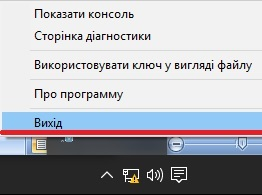 Показати консоль
Сторінка діагностики
Використовувати ключ у вигляді файлу
Про программу
Вихід